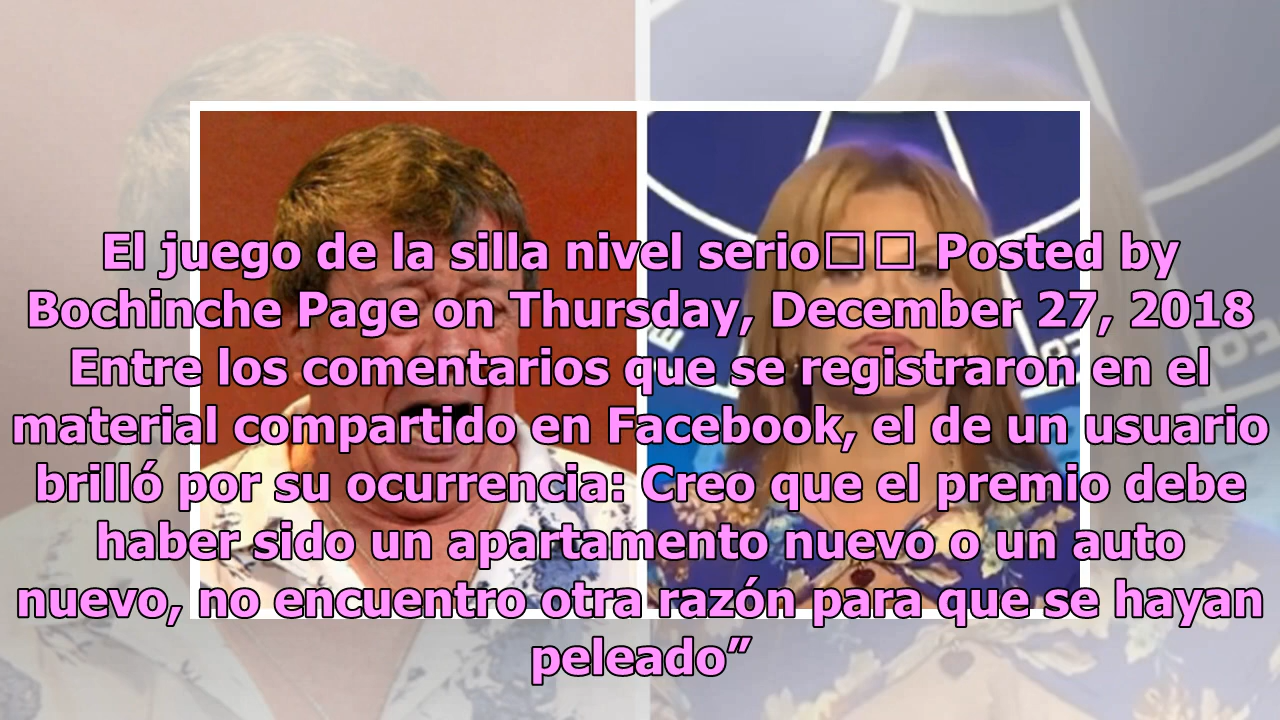 El juego de la silla nivel serio□□ Posted by
Bochinche Page on Thursday, December 27, 2018
Entre los comentarios que se registraron en el
material compartido en Facebook, el de un usuario
brilló por su ocurrencia: Creo que el premio debe
haber sido un apartamento nuevo o un auto
nuevo, no encuentro otra razón para que se hayan
peleado”